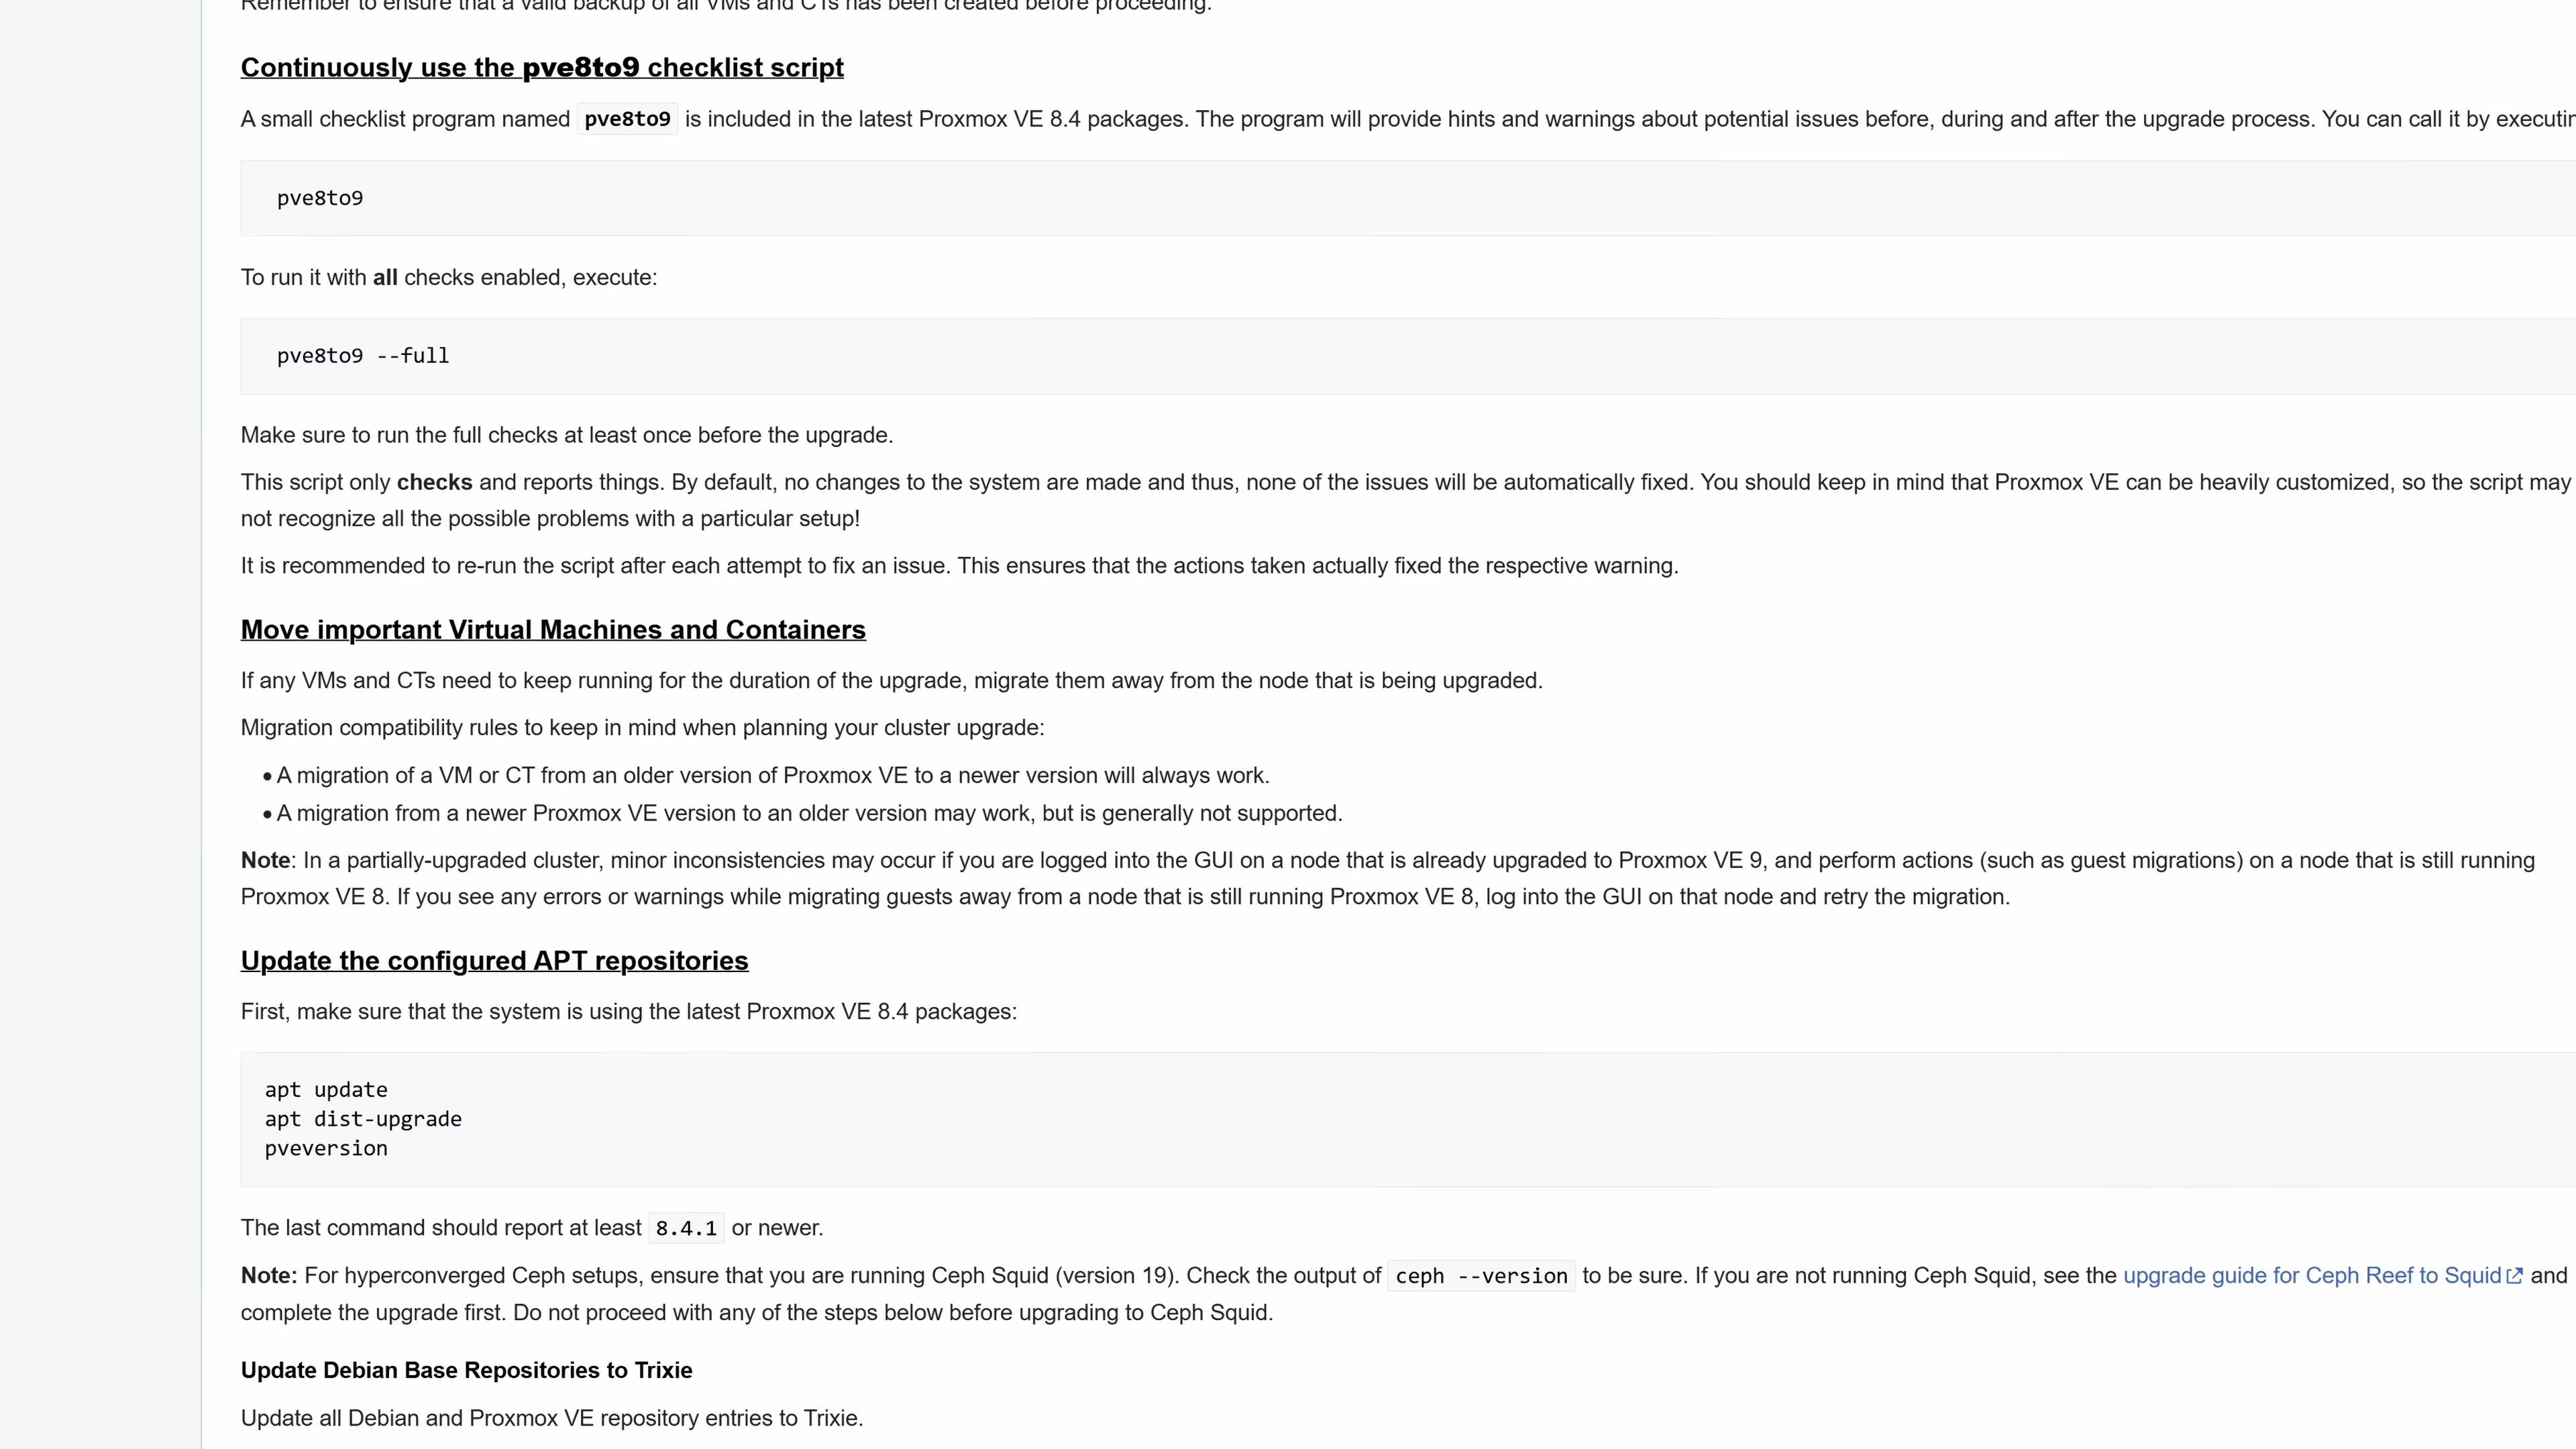 Remember to ensure that a valid backup of all VMs and CTs has been created before proceeding.
Continuously use the pve8to9 checklist script
A small checklist program named pve8to9 is included in the latest Proxmox VE 8.4 packages. The program will provide hints and warnings about potential issues before, during and after the upgrade process. You can call it by
pve8to9
To run it with all checks enabled, execute:
pve8to9 --full
Make sure to run the full checks at least once before the upgrade.
This script only checks and reports things. By default, no changes to the system are made and thus, none of the issues will be automatically fixed. You should keep in mind that Proxmox VE can be heavily customized, so the script may
not recognize all the possible problems with a particular setup!
It is recommended to re-run the script after each attempt to fix an issue. This ensures that the actions taken actually fixed the respective warning.
Move important Virtual Machines and Containers
If any VMs and CTs need to keep running for the duration of the upgrade, migrate them away from the node that is being upgraded.
Migration compatibility rules to keep in mind when planning your cluster upgrade:
• A migration of a VM or CT from an older version of Proxmox VE to a newer version will always work.
• A migration from a newer Proxmox VE version to an older version may work, but is generally not supported.
Note: In a partially-upgraded cluster, minor inconsistencies may occur if you are logged into the GUI on a node that is already upgraded to Proxmox VE 9, and perform actions (such as guest migrations) on a node that is still running
Proxmox VE 8. If you see any errors or warnings while migrating guests away from a node that is still running Proxmox VE 8, log into the GUI on that node and retry the migration.
Update the configured APT repositories
First, make sure that the system is using the latest Proxmox VE 8.4 packages:
apt update
apt dist-upgrade
pveversion
The last command should report at least 8.4.1 or newer.
Note: For hyperconverged Ceph setups, ensure that you are running Ceph Squid (version 19). Check the output of ceph --version to be sure. If you are not running Ceph Squid, see the upgrade guide for Ceph Reef to Squid and
complete the upgrade first. Do not proceed with any of the steps below before upgrading to Ceph Squid.
Update Debian Base Repositories to Trixie
Update all Debian and Proxmox VE repository entries to Trixie.